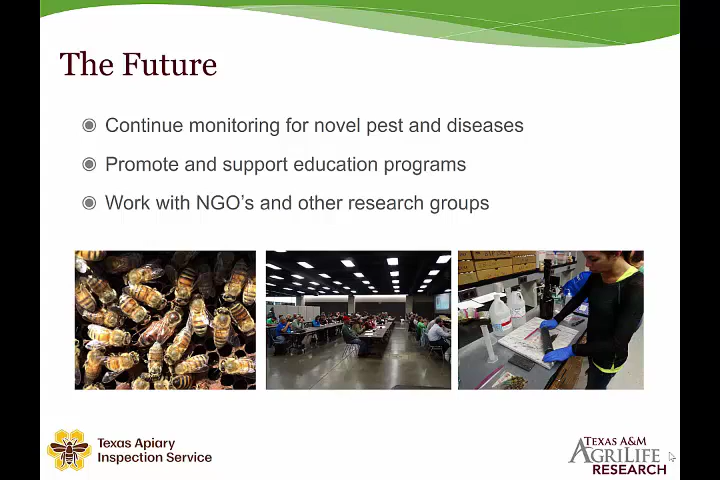 The Future
Continue monitoring for novel pest and diseases
Promote and support education programs
Work with NGO's and other research groups
Texas Apiary
Inspection Service
TEXAS A&M
AGRILIFE
RESEARCH